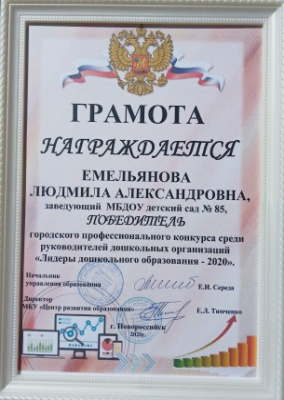 ГРАМОТА
НАГРАЖДАЕТСЯ
ЕМЕЛЬЯНОВА
ЛЮДМИЛА АЛЕКСАНДРОВНА,
заведующий МБДОУ детский сад № 85,
ПОБЕДИТЕЛЬ
городского профессионального конкурса среди
руководителей дошкольных организаций
«Лидеры дошкольного образования - 2020».
Начальник
управления образования
Е.И. Середа
Директор
МКУ «Центр развития образования»
Е.Л. Тимченко
г. Новороссийск
2020г.